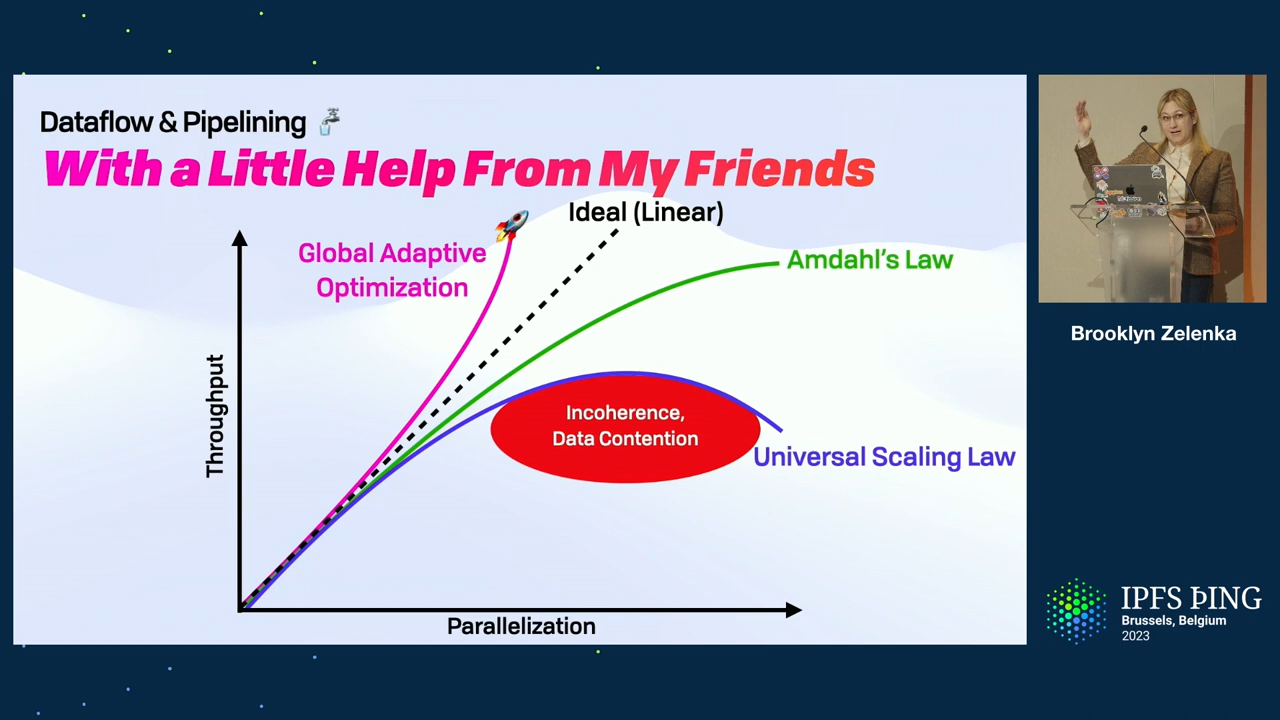 Dataflow & Pipelining
With a Little Help From My Friends
Ideal (Linear)
Global Adaptive
Optimization
Amdahl's Law
Throughput
Incoherence,
Data Contention
Universal Scaling Law
Parallelization
Brooklyn Zelenka
IPFS ÞING
Brussels, Belgium
2023